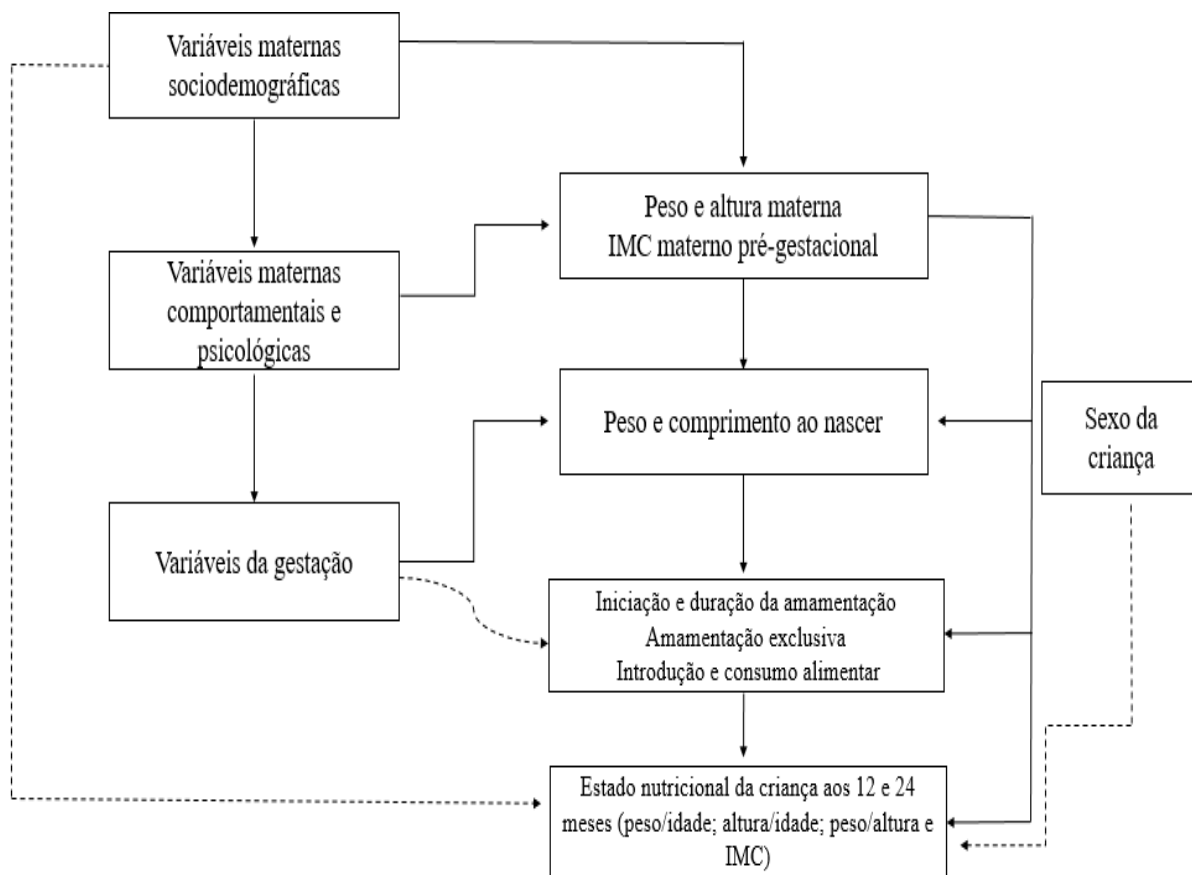 Variáveis maternas
sociodemográficas
Peso e altura materna
IMC materno pré-gestacional
Variáveis maternas
comportamentais e
psicológicas
Peso e comprimento ao nascer
Sexo da
criança
Variáveis da gestação
Iniciação e duração da amamentação
Amamentação exclusiva
Introdução e consumo alimentar
Estado nutricional da criança aos 12 e 24
meses (peso/idade; altura/idade; peso/altura e
IMC)